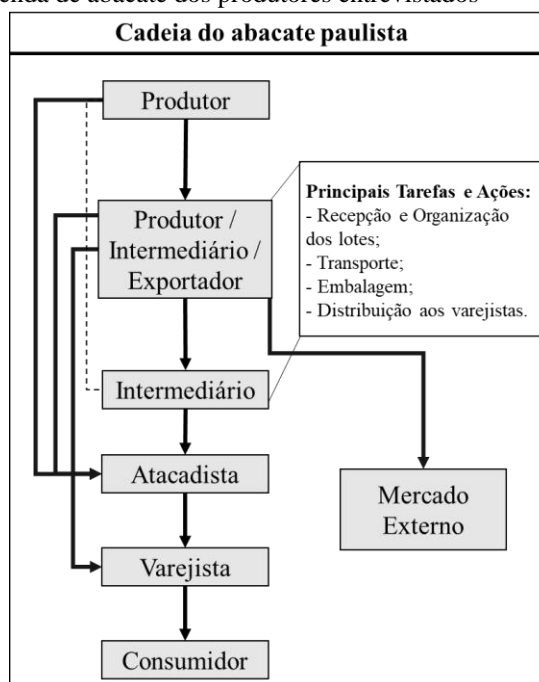 enda de abacate dos produtores entrevistados
Cadeia do abacate paulista
Produtor
Produtor /
Intermediário /
Exportador
Principais Tarefas e Ações:
- Recepção e Organização
dos lotes;
- Transporte;
- Embalagem;
- Distribuição aos varejistas.
Intermediário
Atacadista
Mercado
Externo
Varejista
Consumidor